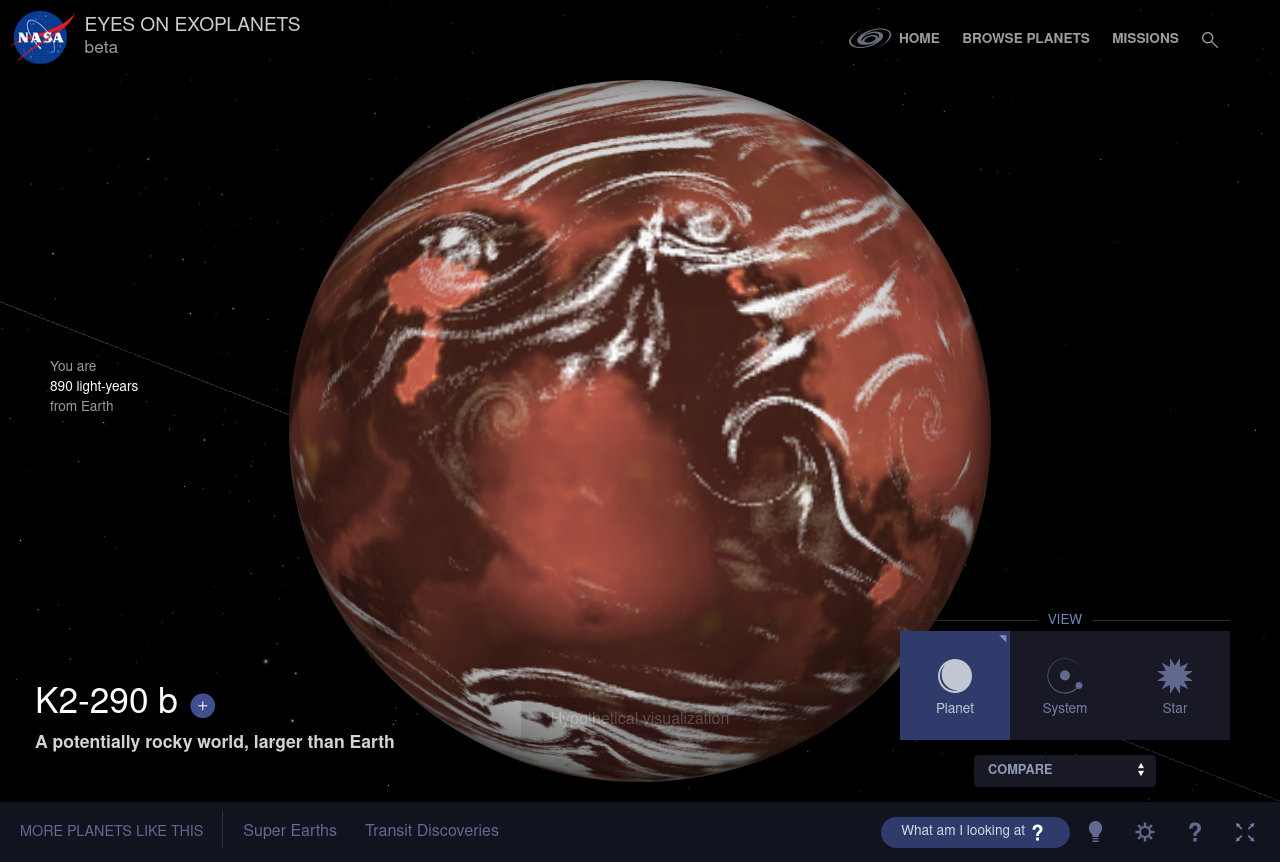 NASA
EYES ON EXOPLANETS
beta
HOME
BROWSE PLANETS
MISSIONS
You are
890 light-years
from Earth
VIEW
Planet
System
Star
K2-290 b +
Hypothetical visualization
A potentially rocky world, larger than Earth
COMPARE
MORE PLANETS LIKE THIS
Super Earths
Transit Discoveries
What am I looking at ?
?